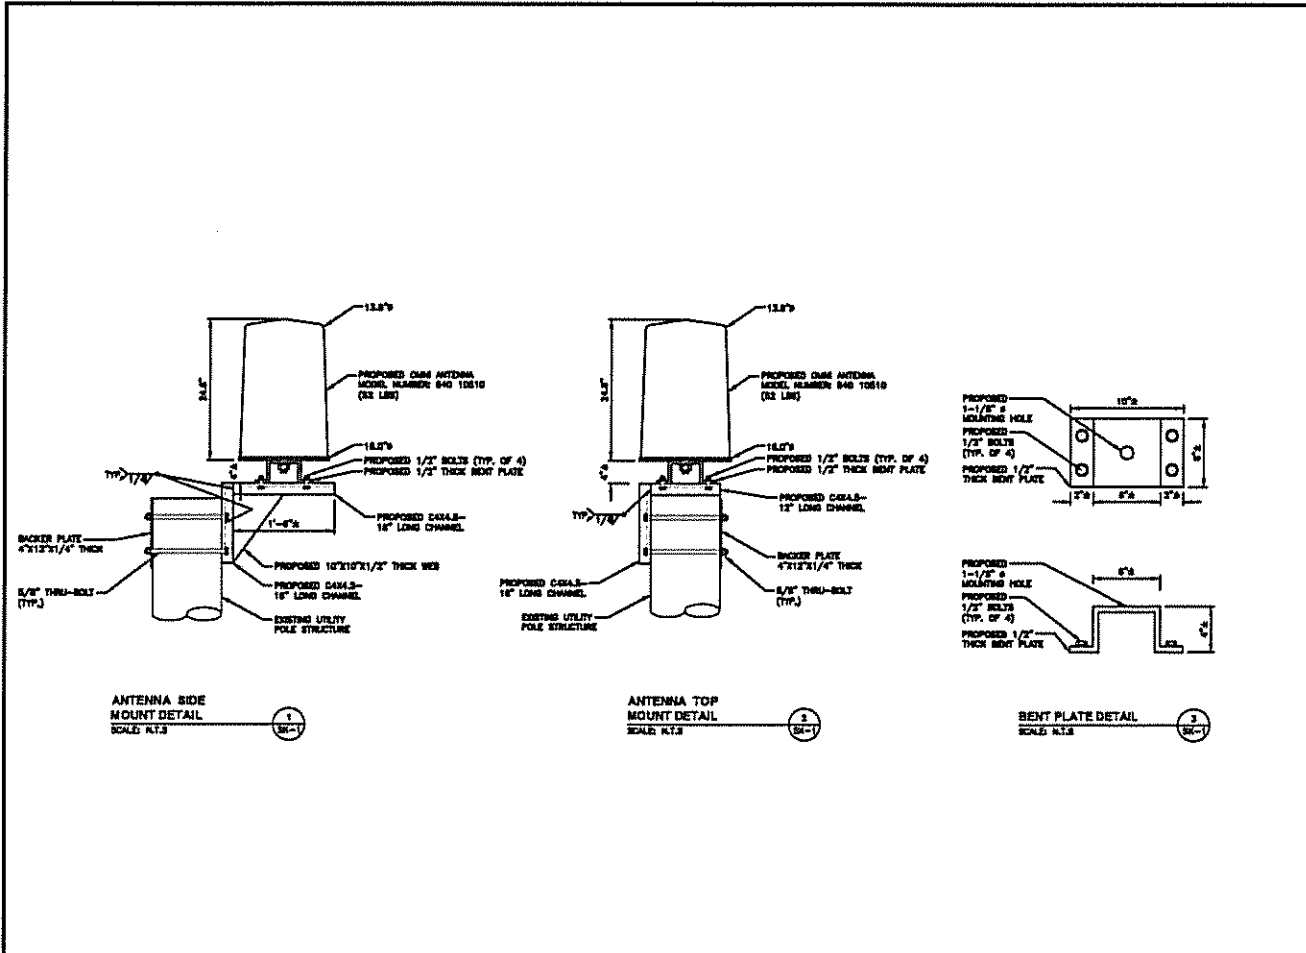 13.8"ø
24.8"
PROPOSED OMNI ANTENNA
MODEL NUMBER: 840 10510
(52 LBS)
16.0"ø
4"±
PROPOSED 1/2" BOLTS (TYP. OF 4)
PROPOSED 1/2" THICK BENT PLATE
TYP
1/4
PROPOSED C4X4.5-
18" LONG CHANNEL
1'-6"±
BACKER PLATE
4"X12"X1/4" THICK
PROPOSED 10"X10"X1/2" THICK WEB
5/8" THRU-BOLT
(TYP.)
PROPOSED C4X4.5-
18" LONG CHANNEL
EXISTING UTILITY
POLE STRUCTURE
ANTENNA SIDE
MOUNT DETAIL
SCALE: N.T.S
1
SK-1
13.8"ø
24.8"
PROPOSED OMNI ANTENNA
MODEL NUMBER: 840 10510
(52 LBS)
16.0"ø
4"±
PROPOSED 1/2" BOLTS (TYP. OF 4)
PROPOSED 1/2" THICK BENT PLATE
TYP
1/4
PROPOSED C4X4.5-
12" LONG CHANNEL
BACKER PLATE
4"X12"X1/4" THICK
PROPOSED C4X4.5-
18" LONG CHANNEL
5/8" THRU-BOLT
(TYP.)
EXISTING UTILITY
POLE STRUCTURE
ANTENNA TOP
MOUNT DETAIL
SCALE: N.T.S
2
SK-1
PROPOSED
1-1/8" ø
MOUNTING HOLE
PROPOSED
1/2" BOLTS
(TYP. OF 4)
PROPOSED 1/2"
THICK BENT PLATE
10"±
2"±
6"±
2"±
PROPOSED
1-1/8" ø
MOUNTING HOLE
PROPOSED
1/2" BOLTS
(TYP. OF 4)
PROPOSED 1/2"
THICK BENT PLATE
6"±
4"±
BENT PLATE DETAIL
SCALE: N.T.S
3
SK-1